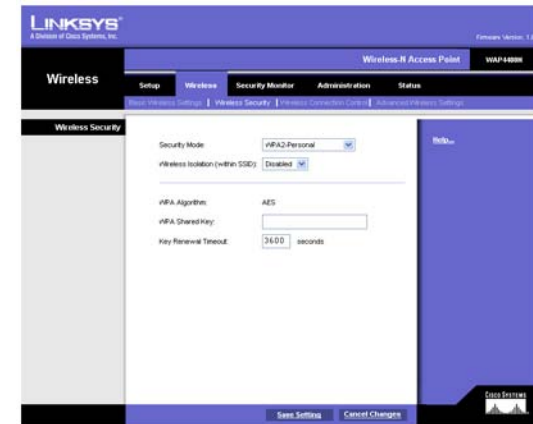 LINKSYS®
A Division of Cisco Systems, Inc.
Firmware Version: 1.
Wireless-N Access Point
WAP4400N
Wireless
Setup
Wireless
Security Monitor
Administration
Status
Basic Wireless Settings | Wireless Security | Wireless Connection Control | Advanced Wireless Settings
Wireless Security
Security Mode:
WPA2-Personal
Help...
Wireless Isolation (within SSID):
Disabled
WPA Algorithm:
AES
WPA Shared Key:
Key Renewal Timeout:
3600
seconds
Save Setting
Cancel Changes
Cisco Systems